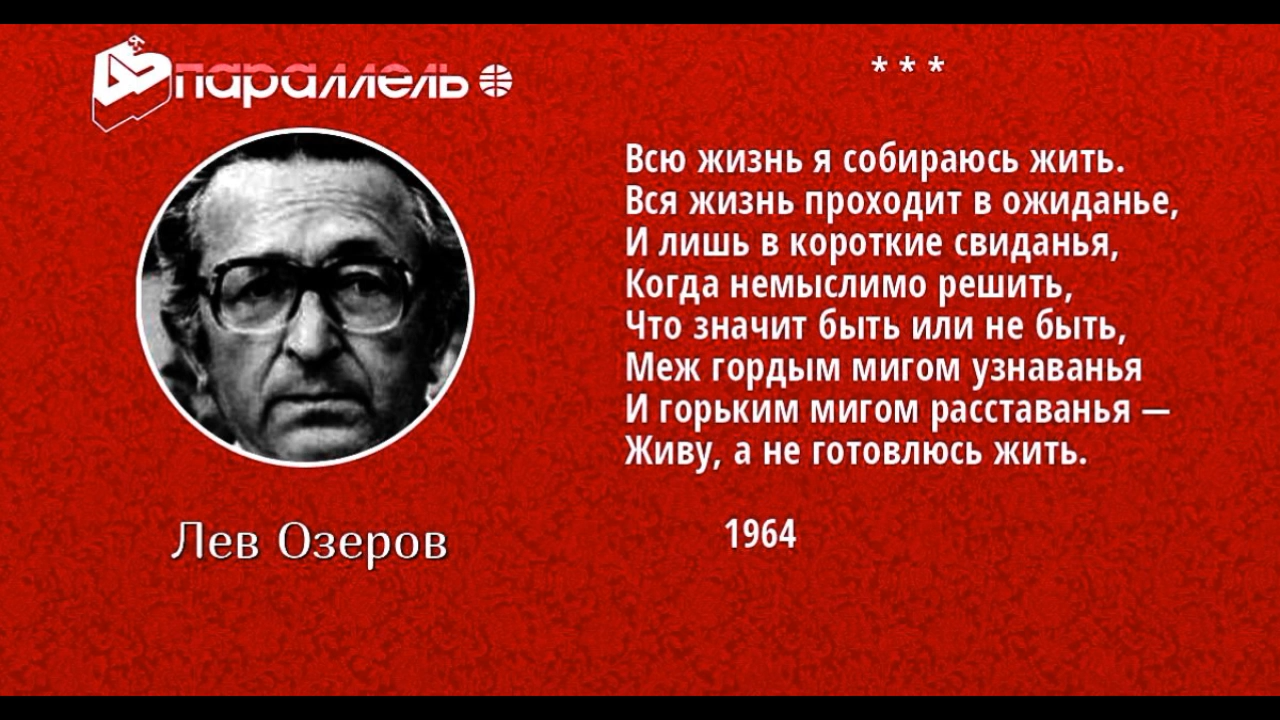 45я параллель
* * *
Всю жизнь я собираюсь жить.
Вся жизнь проходит в ожиданье,
И лишь в короткие свиданья,
Когда немыслимо решить,
Что значит быть или не быть,
Меж гордым мигом узнаванья
И горьким мигом расставанья —
Живу, а не готовлюсь жить.
1964
Лев Озеров